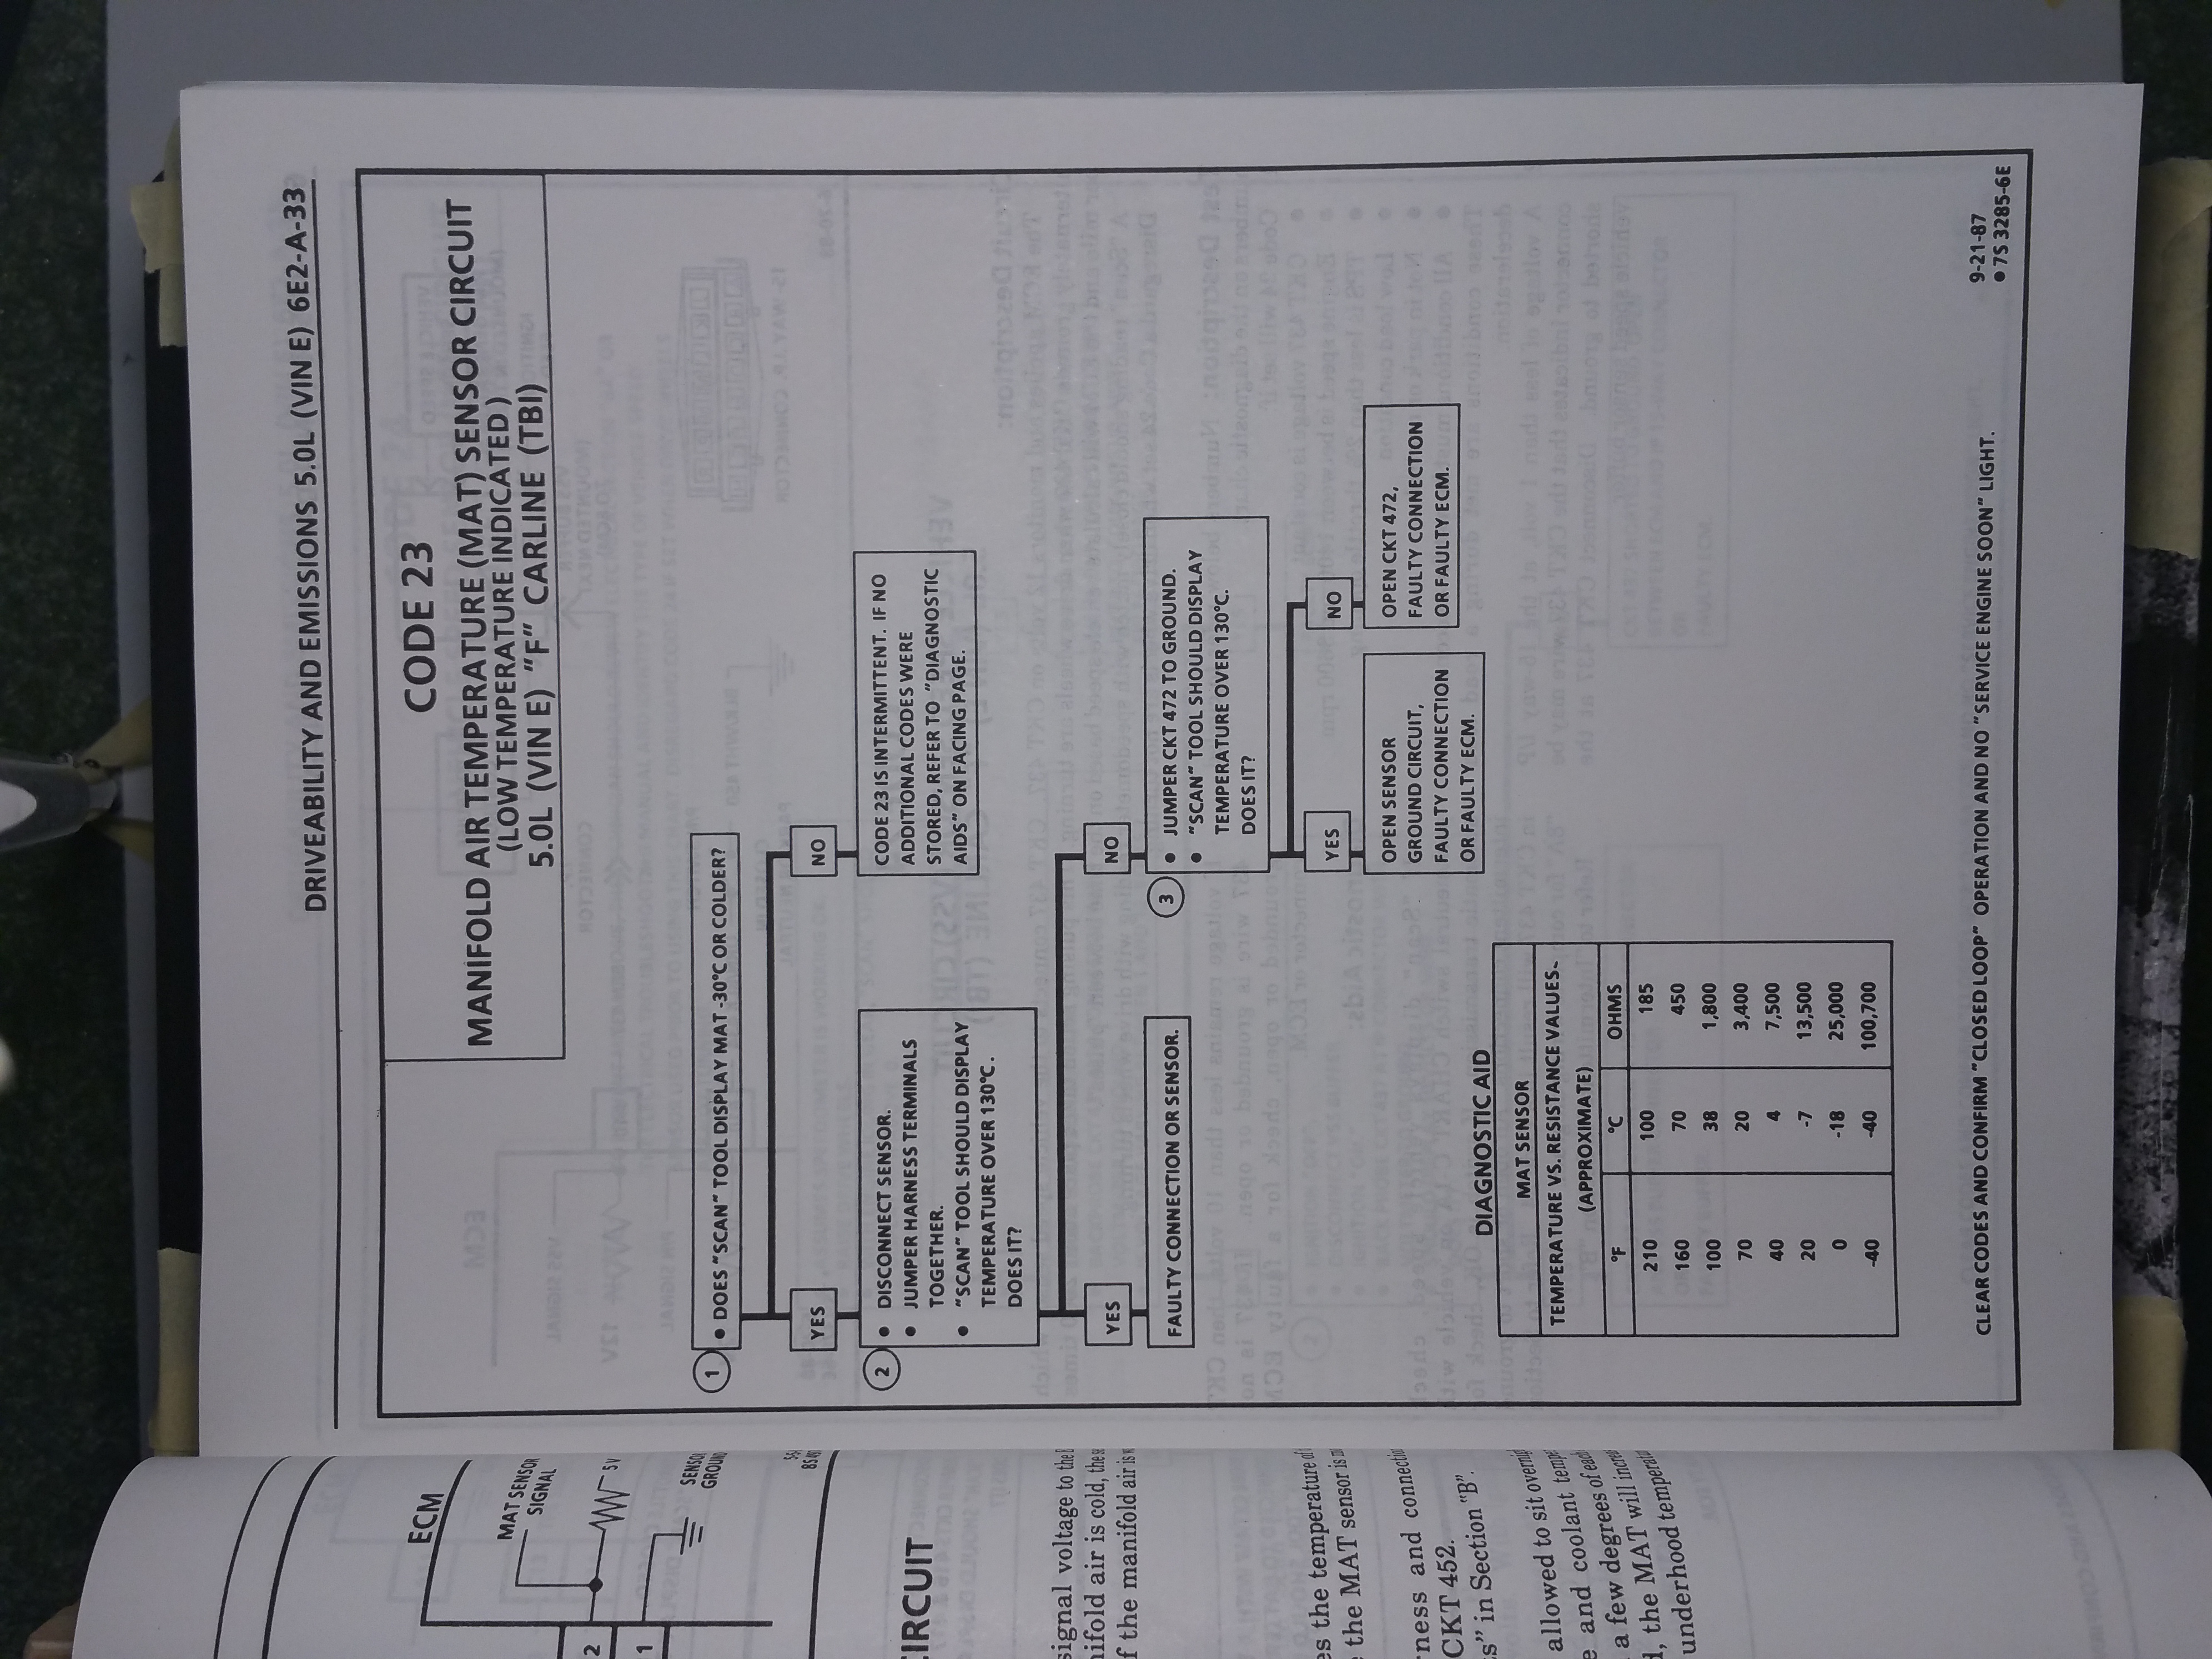 DRIVEABILITY AND EMISSIONS 5.0L (VIN E) 6E2-A-33
CODE 23
MANIFOLD AIR TEMPERATURE (MAT) SENSOR CIRCUIT
(LOW TEMPERATURE INDICATED)
5.0L (VIN E) "F" CARLINE (TBI)
1
• DOES "SCAN" TOOL DISPLAY MAT -30°C OR COLDER?
YES
NO
2
• DISCONNECT SENSOR.
• JUMPER HARNESS TERMINALS
TOGETHER.
• "SCAN" TOOL SHOULD DISPLAY
TEMPERATURE OVER 130°C.
DOES IT?
CODE 23 IS INTERMITTENT. IF NO
ADDITIONAL CODES WERE
STORED, REFER TO "DIAGNOSTIC
AIDS" ON FACING PAGE.
YES
NO
FAULTY CONNECTION OR SENSOR.
3
• JUMPER CKT 472 TO GROUND.
• "SCAN" TOOL SHOULD DISPLAY
TEMPERATURE OVER 130°C.
DOES IT?
YES
NO
OPEN SENSOR
GROUND CIRCUIT,
FAULTY CONNECTION
OR FAULTY ECM.
OPEN CKT 472,
FAULTY CONNECTION
OR FAULTY ECM.
DIAGNOSTIC AID
MAT SENSOR
TEMPERATURE VS. RESISTANCE VALUES-
(APPROXIMATE)
°F °C OHMS
210 100 185
160 70 450
100 38 1,800
70 20 3,400
40 4 7,500
20 -7 13,500
0 -18 25,000
-40 -40 100,700
CLEAR CODES AND CONFIRM "CLOSED LOOP" OPERATION AND NO "SERVICE ENGINE SOON" LIGHT.
9-21-87
• 7S 3285-6E
ECM
MAT SENSOR
SIGNAL
5V
SENSOR
GROUND
2
1
CIRCUIT
signal voltage to the
nifold air is cold, the
f the manifold air is
es the temperature of
the MAT sensor is
rness and connectio
CKT 452.
s" in Section "B".
allowed to sit overnig
e and coolant tempe
a few degrees of each
d, the MAT will increa
underhood temperatu